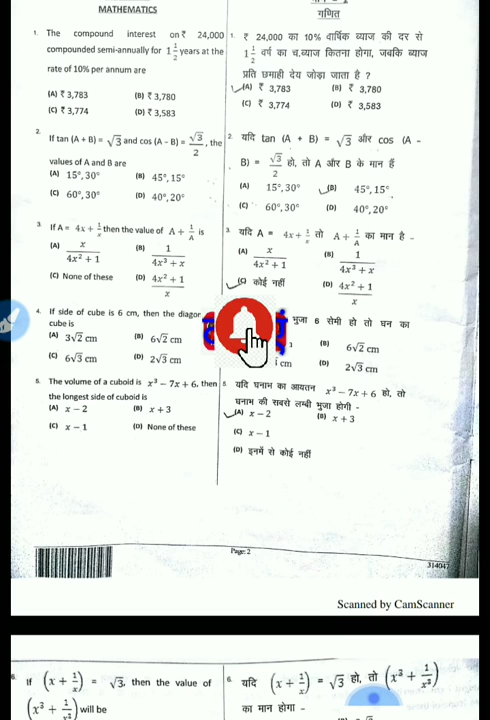 MATHEMATICS
गणित
1. The compound interest on ₹ 24,000
compounded semi-annually for 1 1/2 years at the
rate of 10% per annum are
(A) ₹ 3,783 (B) ₹ 3,780
(C) ₹ 3,774 (D) ₹ 3,583
1. ₹ 24,000 का 10% वार्षिक ब्याज की दर से
1 1/2 वर्ग का च.ब्याज कितना होगा, जबकि ब्याज
प्रति छमाही देय जोड़ा जाता है ?
(A) ₹ 3,783 (B) ₹ 3,780
(C) ₹ 3,774 (D) ₹ 3,583
2. If tan (A + B) = √3 and cos (A – B) = √3/2, the
values of A and B are
(A) 15°, 30° (B) 45°, 15°
(C) 60°, 30° (D) 40°, 20°
2. यदि tan (A + B) = √3 और cos (A -
B) = √3/2 हो, तो A और B के मान हैं
(A) 15°, 30° (B) 45°, 15°
(C) 60°, 30° (D) 40°, 20°
3. If A = 4x + 1/x then the value of A + 1/A is
(A) x/(4x² + 1) (B) 1/(4x³ + x)
(C) None of these (D) (4x² + 1)/x
3. यदि A = 4x + 1/x तो A + 1/A का मान है -
(A) x/(4x² + 1) (B) 1/(4x³ + x)
(C) कोई नहीं (D) (4x² + 1)/x
4. If side of cube is 6 cm, then the diagor
cube is
(A) 3√2 cm (B) 6√2 cm
(C) 6√3 cm (D) 2√3 cm
भुजा 6 सेमी हो तो घन का
(B) 6√2 cm
cm (D) 2√3 cm
5. The volume of a cuboid is x³ – 7x + 6, then
the longest side of cuboid is
(A) x – 2 (B) x + 3
(C) x – 1 (D) None of these
5. यदि घनाभ का आयतन x³ – 7x + 6 हो, तो
घनाभ की सबसे लम्बी भुजा होगी -
(A) x – 2 (B) x + 3
(C) x – 1
(D) इनमें से कोई नहीं
Page: 2
314047
Scanned by CamScanner
6. If (x + 1/x) = √3, then the value of
(x³ + 1/x³) will be
6. यदि (x + 1/x) = √3 हो, तो (x³ + 1/x³)
का मान होगा -